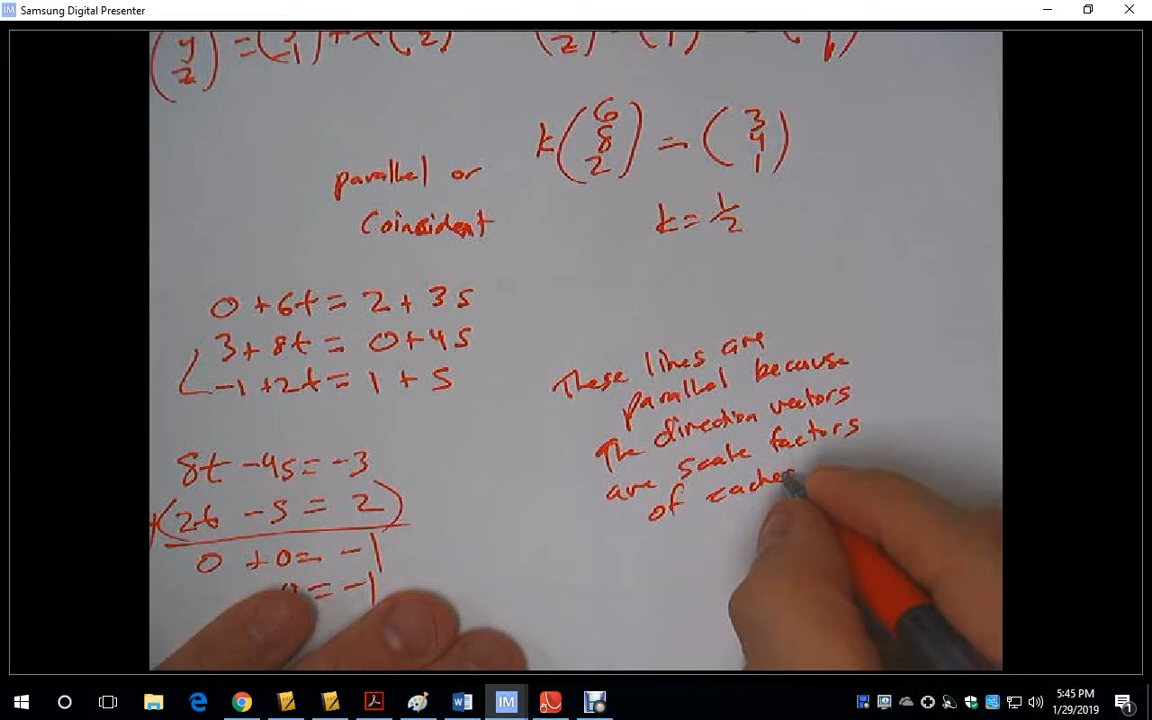 Samsung Digital Presenter
k(6 8 2) = (3 4 1)
parallel or
Coincident
k = 1/2
0 + 6t = 2 + 3s
3 + 8t = 0 + 4s
-1 + 2t = 1 + s
These lines are
parallel because
The direction vectors
are scale factors
of
8t - 4s = -3
(2t - s = 2)
0 + 0 = -1
= -1
5:45 PM
1/29/2019